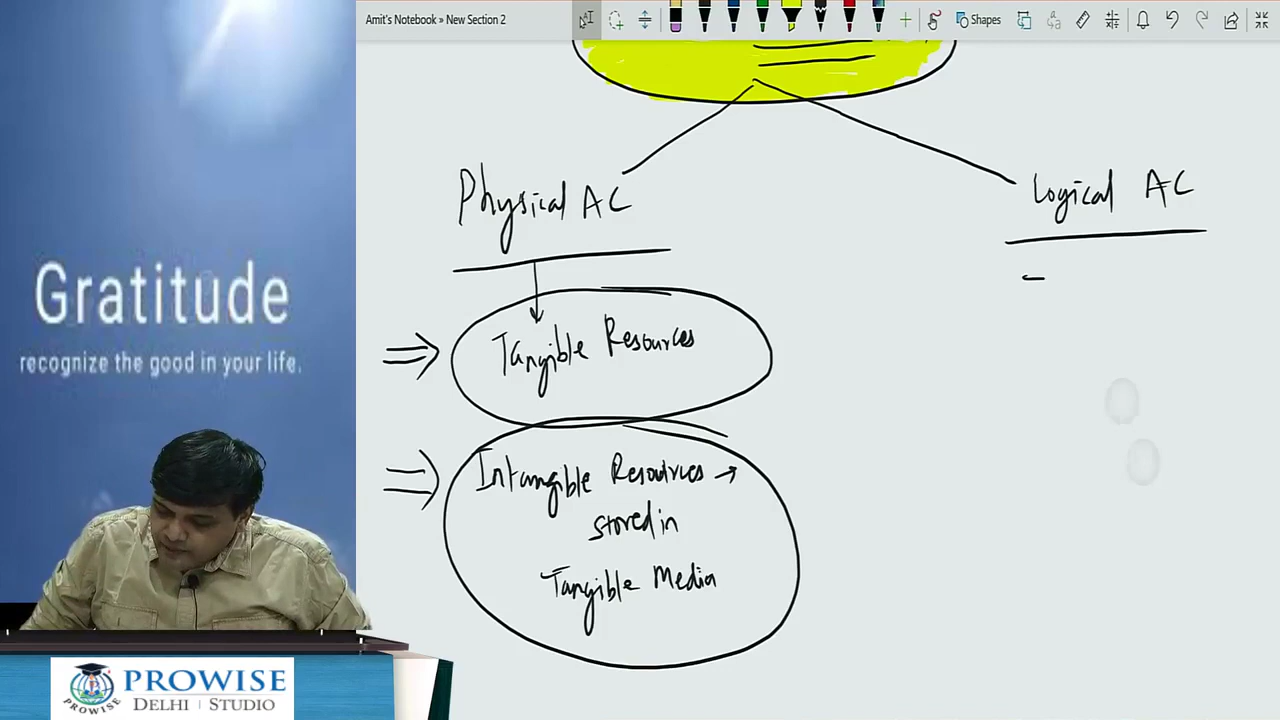 Amit's Notebook » New Section 2
Shapes
Physical AC
Logical AC
Tangible Resources
Intangible Resources →
stored in
Tangible Media
Gratitude
recognize the good in your life.
PROWISE
PROWISE
DELHI | STUDIO